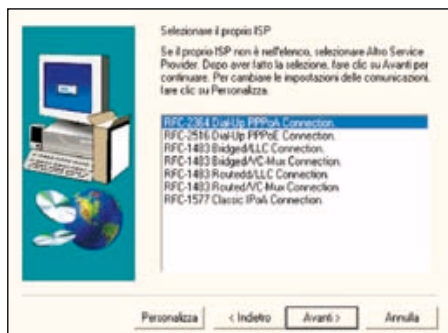 Selezionare il proprio ISP
Se il proprio ISP non è nell'elenco, selezionare Altro Service
Provider. Dopo aver fatto la selezione, fare clic su Avanti per
continuare. Per cambiare le impostazioni delle comunicazioni,
fare clic su Personalizza.
RFC-2364 Dial-Up PPPoA Connection.
RFC-2516 Dial-Up PPPoE Connection.
RFC-1483 Bridged/LLC Connection.
RFC-1483 Bridged/VC-Mux Connection.
RFC-1483 Routedd/LLC Connection.
RFC-1483 Routed/VC-Mux Connection.
RFC-1577 Classic IPoA Connection.
Personalizza
< Indietro
Avanti >
Annulla